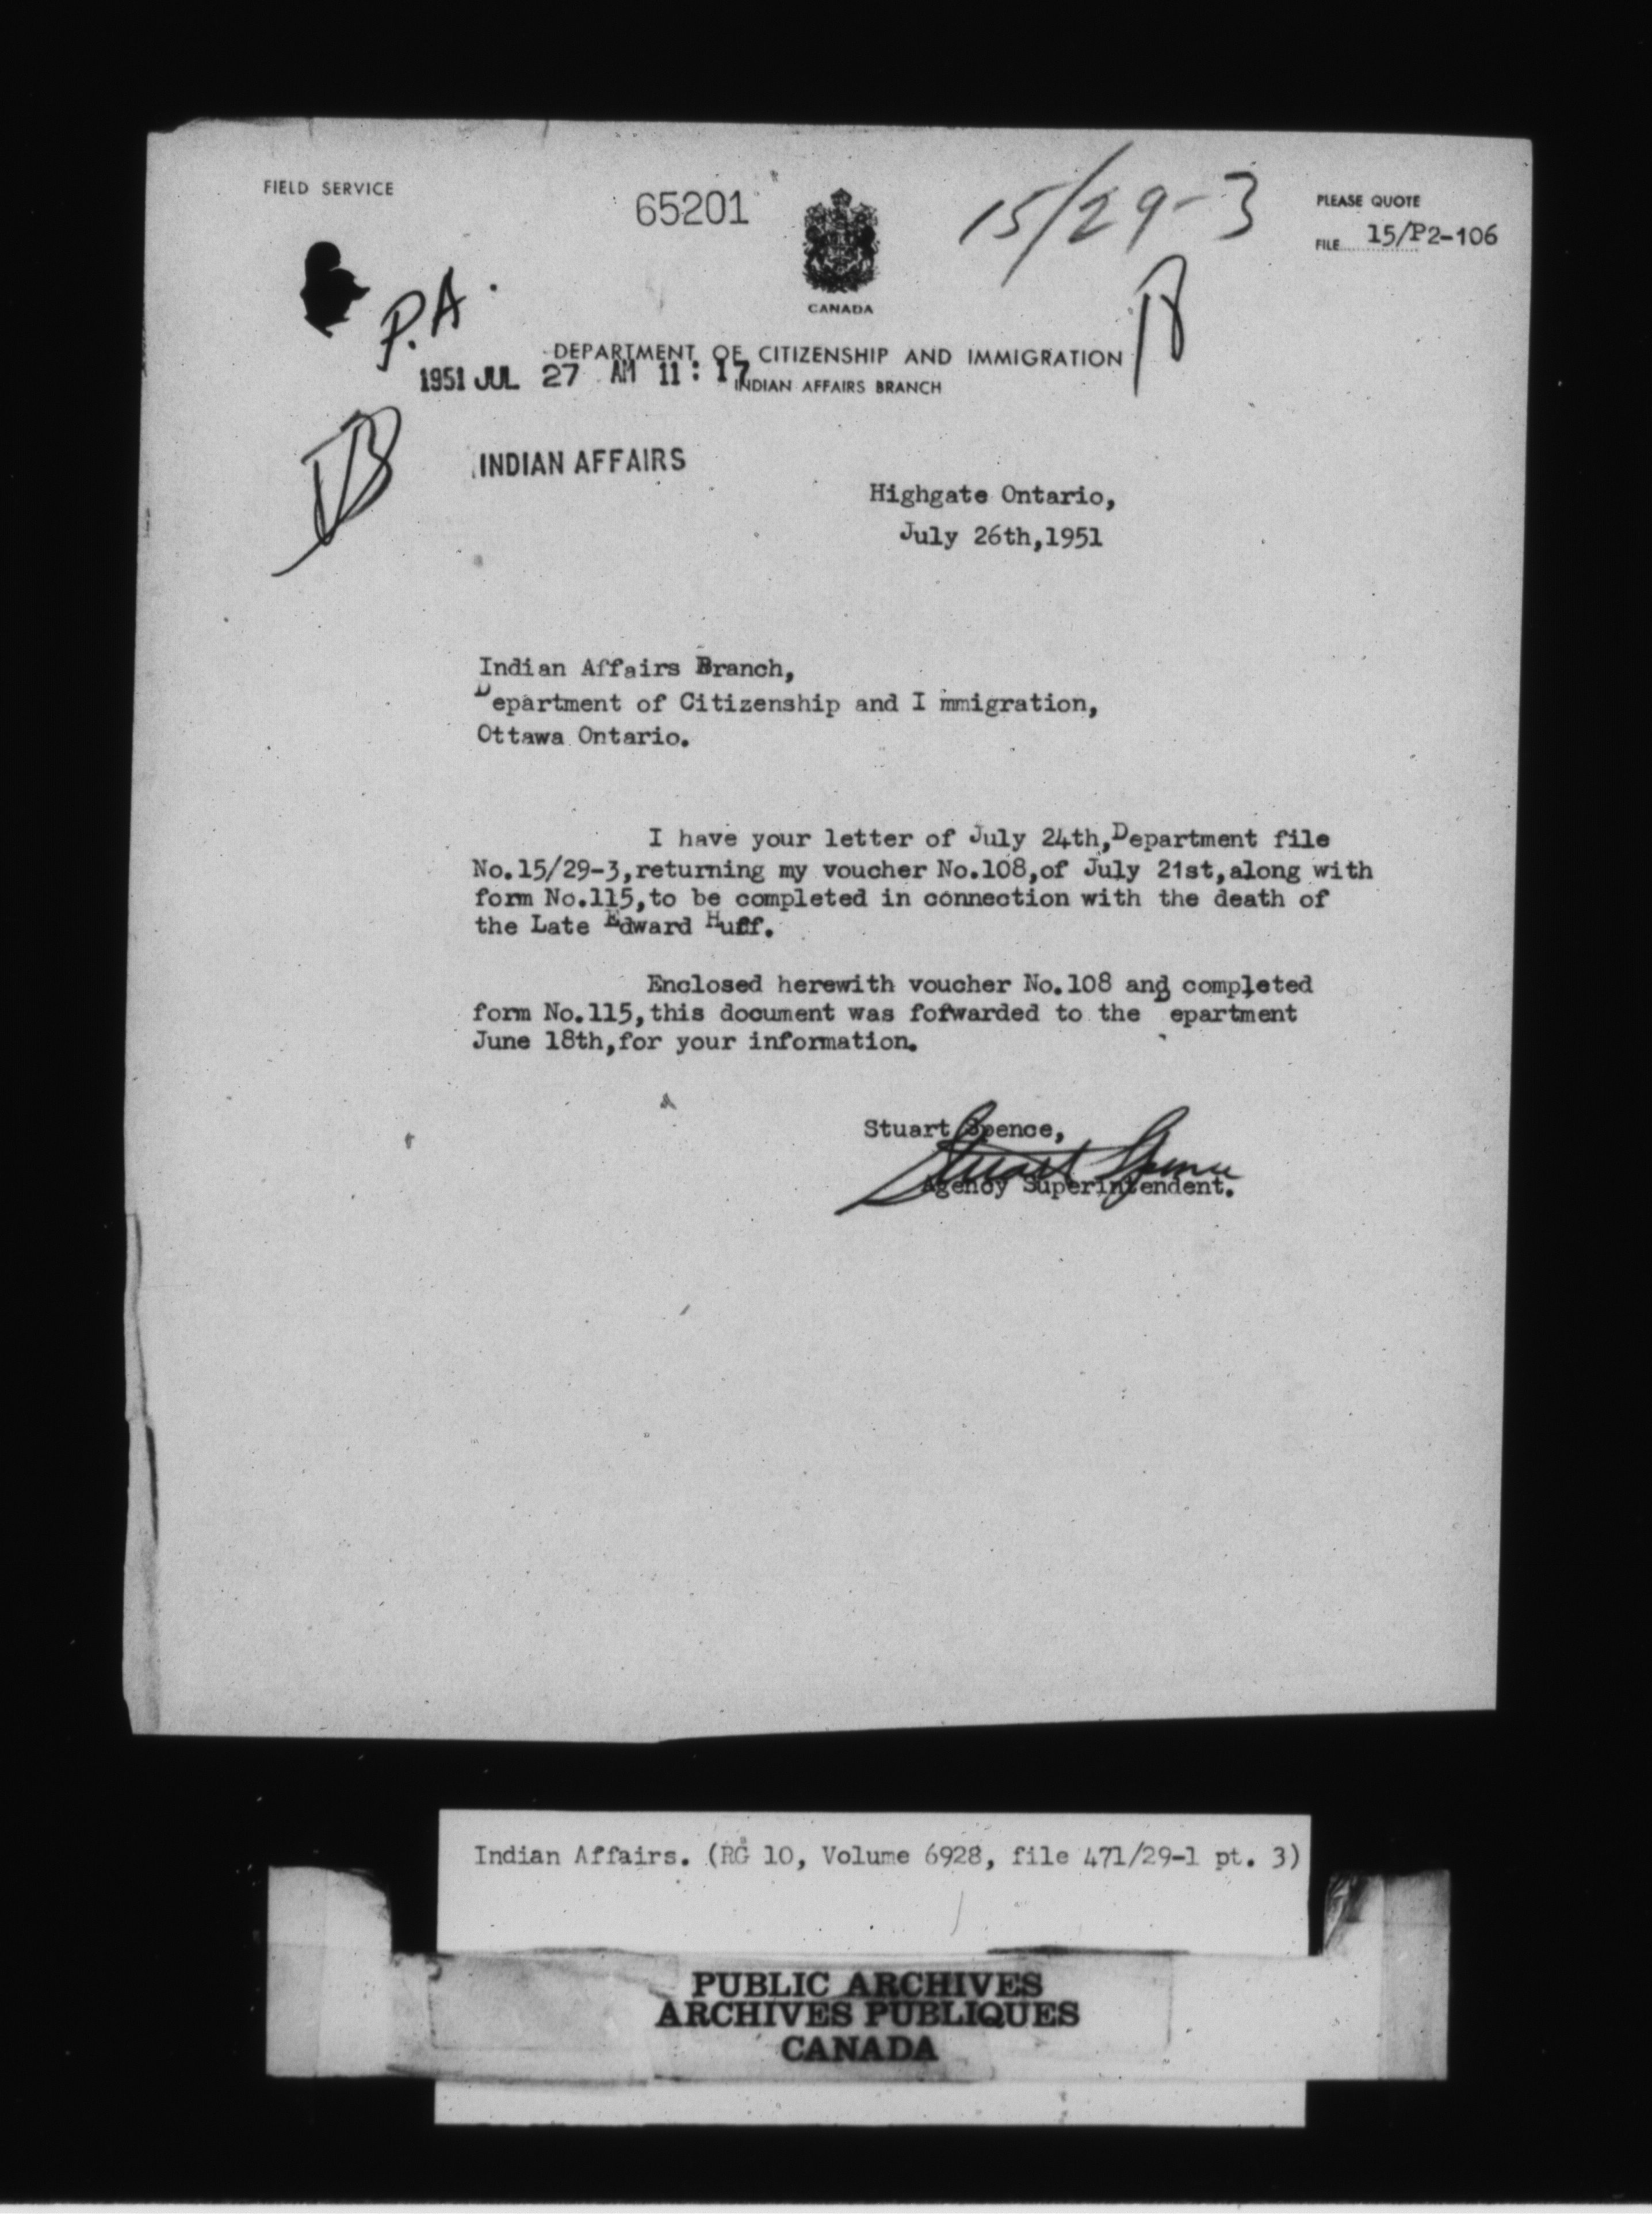 FIELD SERVICE
65201
15/29-3
PLEASE QUOTE
FILE 15/P2-106
P.A.
CANADA
DEPARTMENT OF CITIZENSHIP AND IMMIGRATION
1951 JUL 27 AM 11:17
INDIAN AFFAIRS BRANCH
INDIAN AFFAIRS
Highgate Ontario,
July 26th,1951
Indian Affairs Branch,
Department of Citizenship and I mmigration,
Ottawa Ontario.
I have your letter of July 24th,Department file
No.15/29-3,returning my voucher No.108,of July 21st,along with
form No.115,to be completed in connection with the death of
the Late Edward Huff.
Enclosed herewith voucher No.108 and completed
form No.115,this document was forwarded to the epartment
June 18th,for your information.
Stuart Spence,
Stuart Spence
Agency Superintendent.
Indian Affairs. (RG 10, Volume 6928, file 471/29-1 pt. 3)
PUBLIC ARCHIVES
ARCHIVES PUBLIQUES
CANADA